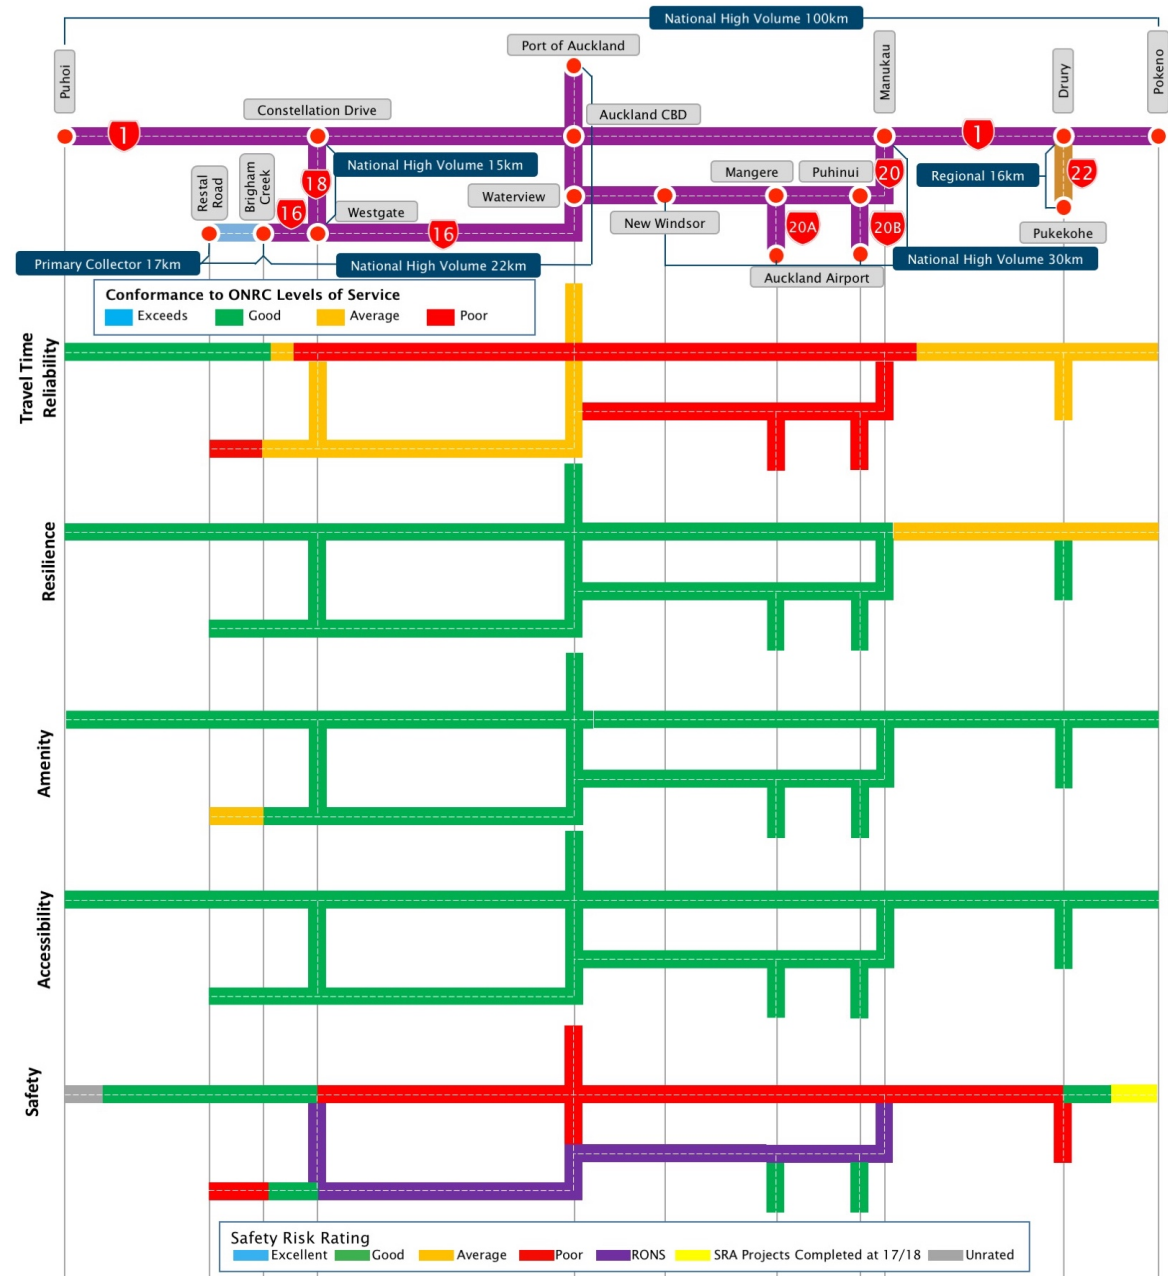 National High Volume 100km
Puhoi
Port of Auckland
Manukau
Drury
Pokeno
Constellation Drive
Auckland CBD
1
1
National High Volume 15km
Restal
Road
Brigham
Creek
18
16
Westgate
16
Waterview
New Windsor
Mangere
Puhinui
20
20A
20B
Regional 16km
22
Pukekohe
Primary Collector 17km
National High Volume 22km
National High Volume 30km
Auckland Airport
Conformance to ONRC Levels of Service
Exceeds Good Average Poor
Travel Time
Reliability
Resilience
Amenity
Accessibility
Safety
Safety Risk Rating
Excellent Good Average Poor RONS SRA Projects Completed at 17/18 Unrated